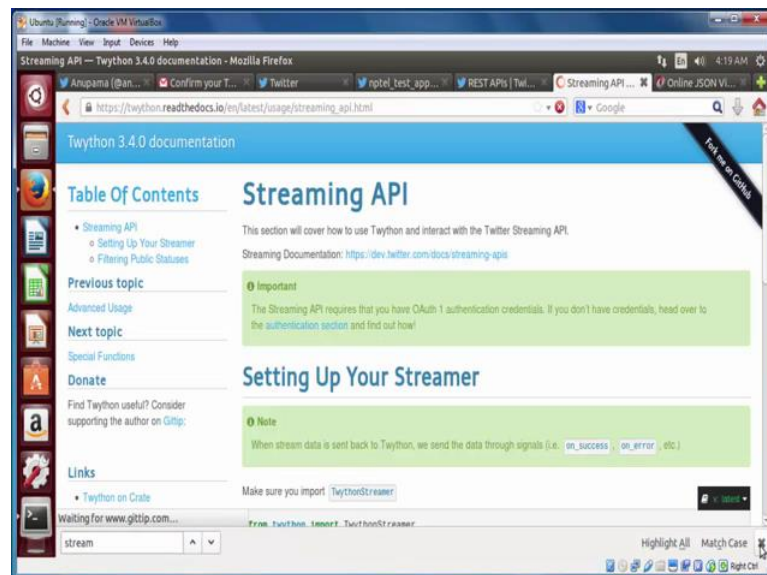 Ubuntu [Running] - Oracle VM VirtualBox
File Machine View Input Devices Help
Streaming API — Twython 3.4.0 documentation - Mozilla Firefox
En 4:19 AM
Anupama (@an... Confirm your T... Twitter nptel_test_app... REST APIs | Twi... Streaming API ... Online JSON Vi...
https://twython.readthedocs.io/en/latest/usage/streaming_api.html
Google
Twython 3.4.0 documentation
Fork me on GitHub
Table Of Contents
Streaming API
Setting Up Your Streamer
Filtering Public Statuses
Previous topic
Advanced Usage
Next topic
Special Functions
Donate
Find Twython useful? Consider
supporting the author on Gittip:
Links
Twython on Crate
Streaming API
This section will cover how to use Twython and interact with the Twitter Streaming API.
Streaming Documentation: https://dev.twitter.com/docs/streaming-apis
Important
The Streaming API requires that you have OAuth 1 authentication credentials. If you don't have credentials, head over to
the authentication section and find out how!
Setting Up Your Streamer
Note
When stream data is sent back to Twython, we send the data through signals (i.e. on_success , on_error , etc.)
Make sure you import TwythonStreamer
v: latest
from twython import TwythonStreamer
Waiting for www.gittip.com...
stream
Highlight All Match Case
Right Ctrl